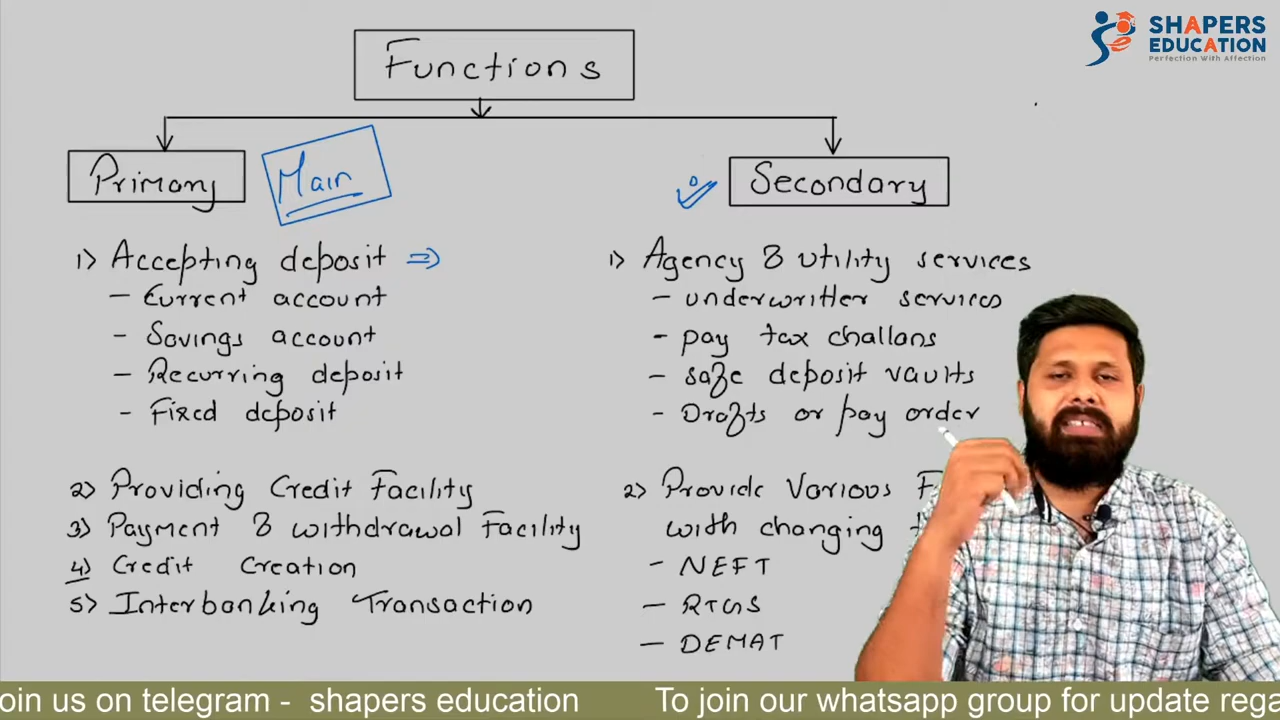 SHAPERS
EDUCATION
Perfection With Affection
Functions
Primary
Main
Secondary
1) Accepting deposit ⇒
- Current account
- Savings account
- Recurring deposit
- Fixed deposit
2) Providing Credit Facility
3) Payment & withdrawal Facility
4) Credit Creation
5) Interbanking Transaction
1) Agency & utility services
- underwritter services
- pay tax challans
- safe deposit vaults
- Drafts or pay order
2) Provide Various
with changing
- NEFT
- RTGS
- DEMAT
oin us on telegram - shapers education To join our whatsapp group for update rega